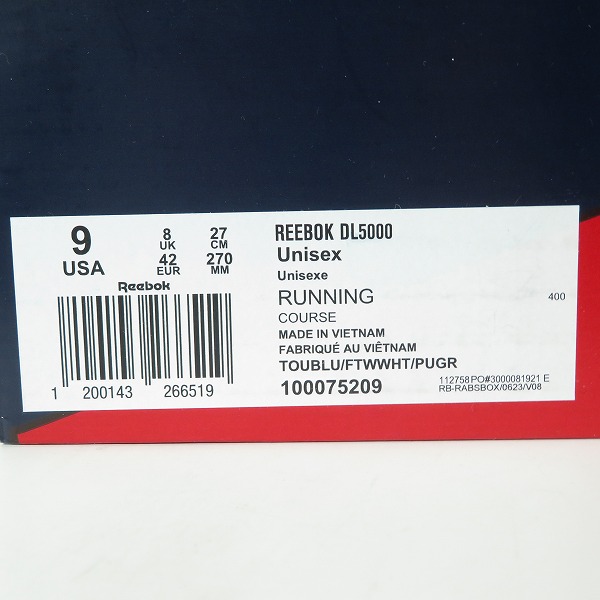 9
USA
8
UK
42
EUR
27
CM
270
MM
Reebok
1 200143 266519
REEBOK DL5000
Unisex
Unisexe
RUNNING
400
COURSE
MADE IN VIETNAM
FABRIQUÉ AU VIÊTNAM
TOUBLU/FTWWHT/PUGR
100075209
112758 PO#3000081921 E
RB-RABSBOX/0623/V08